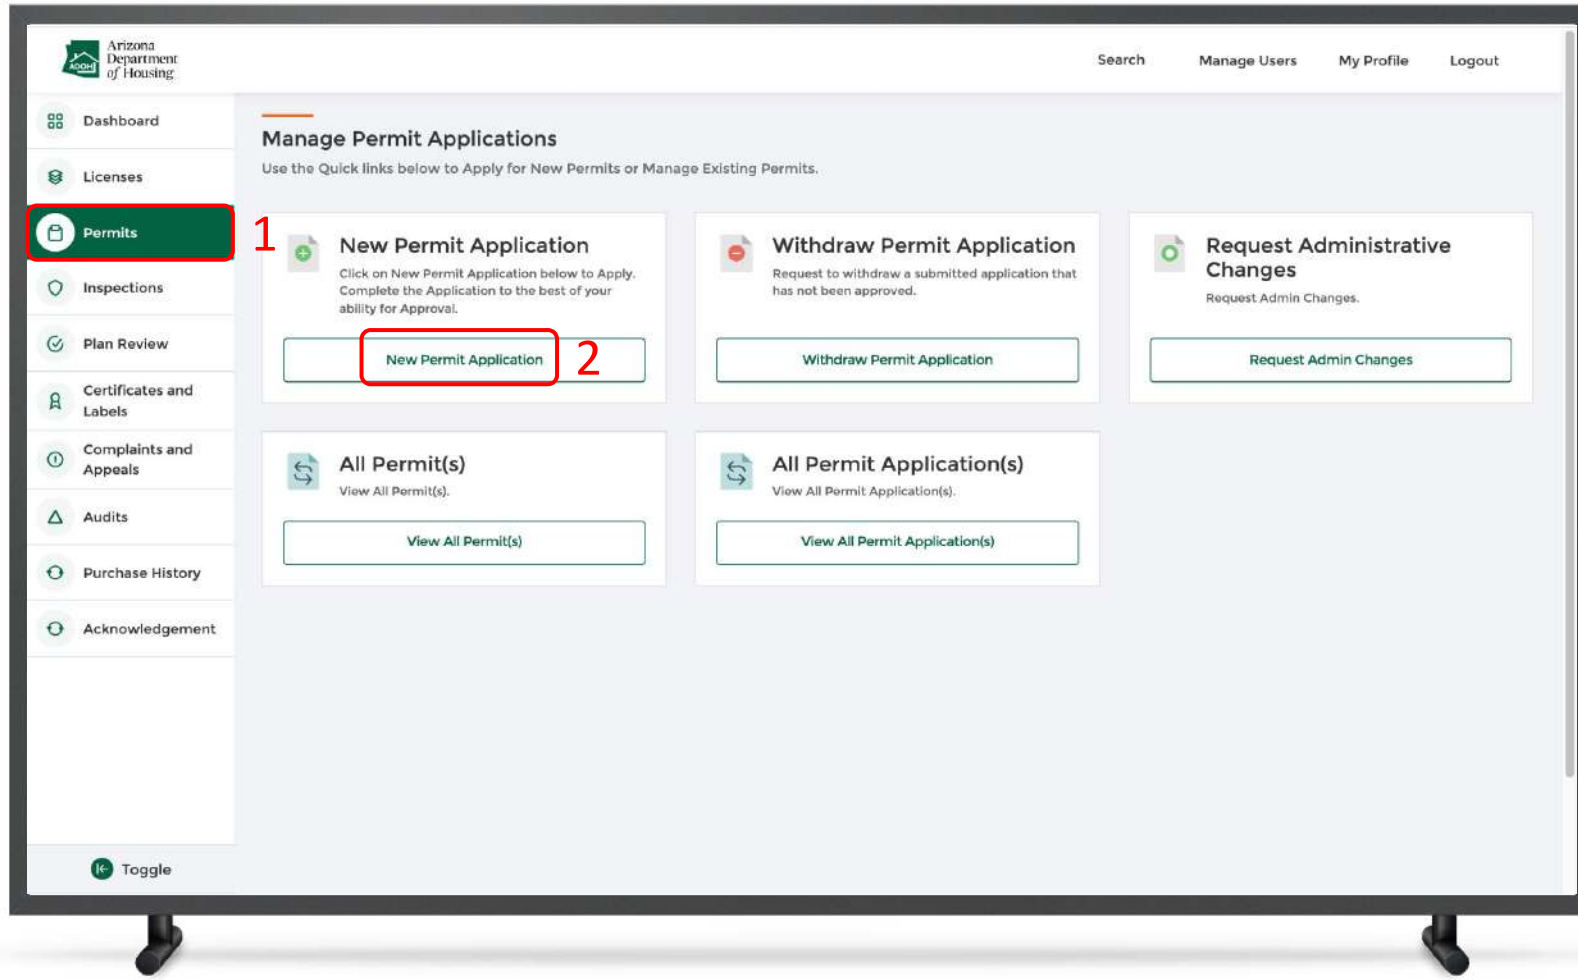 Arizona
Department
of Housing
ADOH
Search
Manage Users
My Profile
Logout
Dashboard
Licenses
Permits
Inspections
Plan Review
Certificates and
Labels
Complaints and
Appeals
Audits
Purchase History
Acknowledgement
Toggle
1
Manage Permit Applications
Use the Quick links below to Apply for New Permits or Manage Existing Permits.
New Permit Application
Click on New Permit Application below to Apply.
Complete the Application to the best of your
ability for Approval.
New Permit Application
2
Withdraw Permit Application
Request to withdraw a submitted application that
has not been approved.
Withdraw Permit Application
Request Administrative
Changes
Request Admin Changes.
Request Admin Changes
All Permit(s)
View All Permit(s).
View All Permit(s)
All Permit Application(s)
View All Permit Application(s).
View All Permit Application(s)